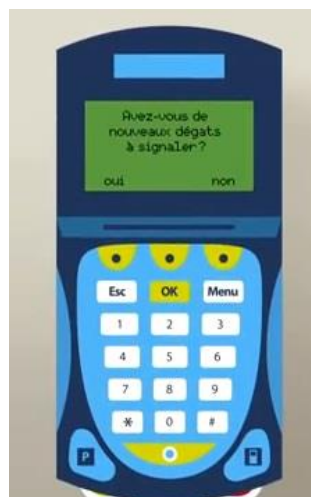 Avez-vous de
nouveaux dégats
à signaler?
oui non
Esc OK Menu
1 2 3
4 5 6
7 8 9
* 0 #
P